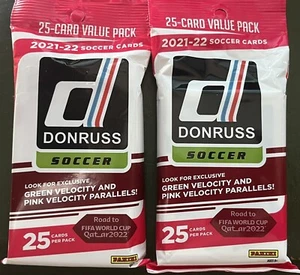 25-CARD VALUE PACK
2021-22 SOCCER CARDS
d
DONRUSS
SOCCER
LOOK FOR EXCLUSIVE
GREEN VELOCITY AND
PINK VELOCITY PARALLELS!
Road to
FIFA WORLD CUP
Qatar2022
25 CARDS
PER PACK
PANINI
25-CARD VALUE PACK
2021-22 SOCCER CARDS
d
DONRUSS
SOCCER
LOOK FOR EXCLUSIVE
GREEN VELOCITY AND
PINK VELOCITY PARALLELS!
Road to
FIFA WORLD CUP
Qatar2022
25 CARDS
PER PACK
PANINI